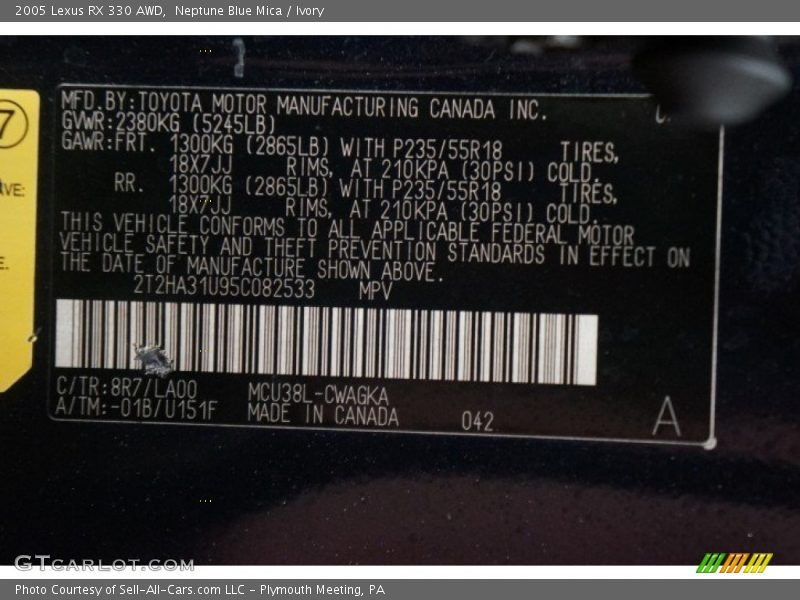 2005 Lexus RX 330 AWD,  Neptune Blue Mica / Ivory
7
MFD.BY:TOYOTA MOTOR MANUFACTURING CANADA INC.
GVWR:2380KG (5245LB)
GAWR:FRT. 1300KG (2865LB) WITH P235/55R18 TIRES,
18X7JJ RIMS, AT 210KPA (30PSI) COLD.
RR. 1300KG (2865LB) WITH P235/55R18 TIRES,
18X7JJ RIMS, AT 210KPA (30PSI) COLD.
THIS VEHICLE CONFORMS TO ALL APPLICABLE FEDERAL MOTOR
VEHICLE SAFETY AND THEFT PREVENTION STANDARDS IN EFFECT ON
THE DATE OF MANUFACTURE SHOWN ABOVE.
2T2HA31U95C082533 MPV
C/TR:8R7/LA00 MCU38L-CWAGKA
A/TM:-01B/U151F MADE IN CANADA 042 A
GTcarlot.com
Photo Courtesy of Sell-All-Cars.com LLC - Plymouth Meeting, PA